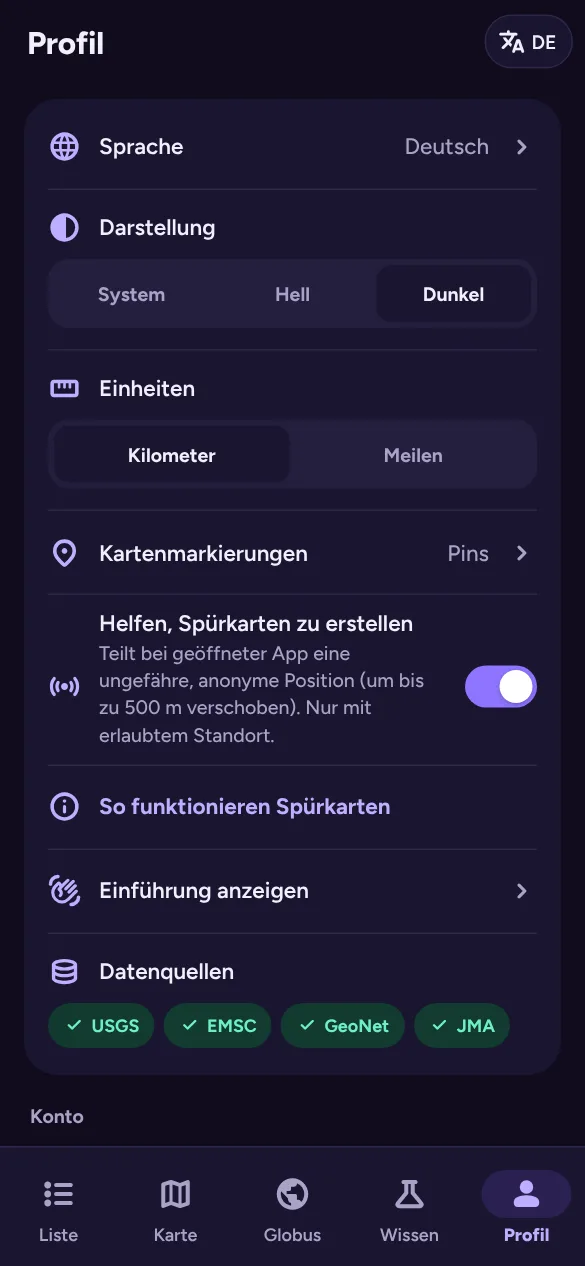 Profil
DE
Sprache
Deutsch
Darstellung
System
Hell
Dunkel
Einheiten
Kilometer
Meilen
Kartenmarkierungen
Pins
Helfen, Spürkarten zu erstellen
Teilt bei geöffneter App eine
ungefähre, anonyme Position (um bis
zu 500 m verschoben). Nur mit
erlaubtem Standort.
So funktionieren Spürkarten
Einführung anzeigen
Datenquellen
USGS
EMSC
GeoNet
JMA
Konto
Liste
Karte
Globus
Wissen
Profil